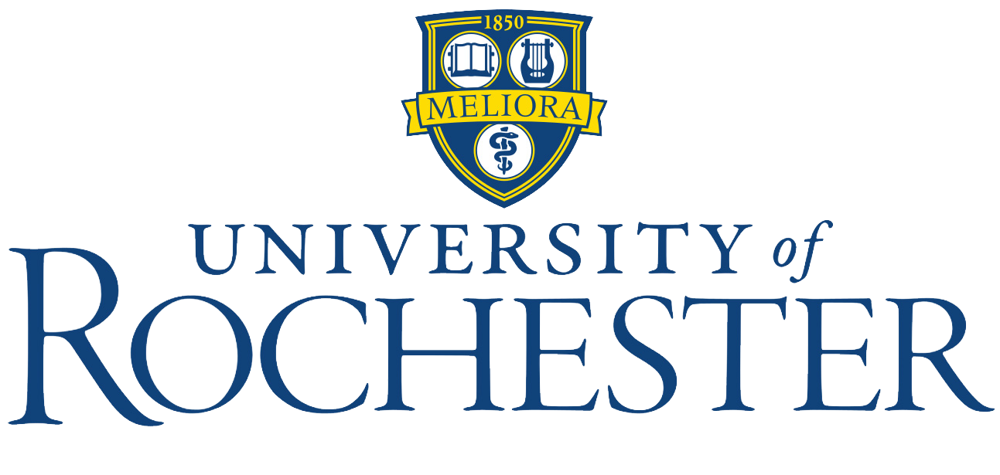 1850
MELIORA
UNIVERSITY of
ROCHESTER